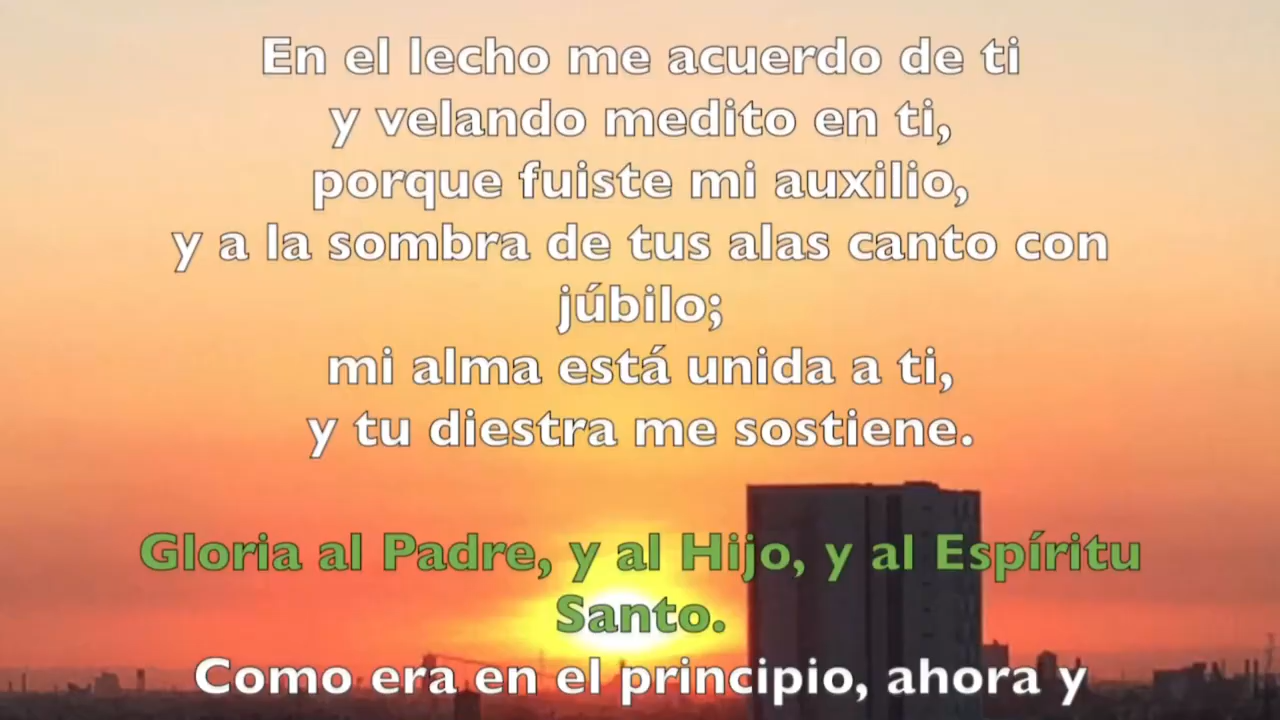 En el lecho me acuerdo de ti
y velando medito en ti,
porque fuiste mi auxilio,
y a la sombra de tus alas canto con
júbilo;
mi alma está unida a ti,
y tu diestra me sostiene.
Gloria al Padre, y al Hijo, y al Espíritu
Santo.
Como era en el principio, ahora y